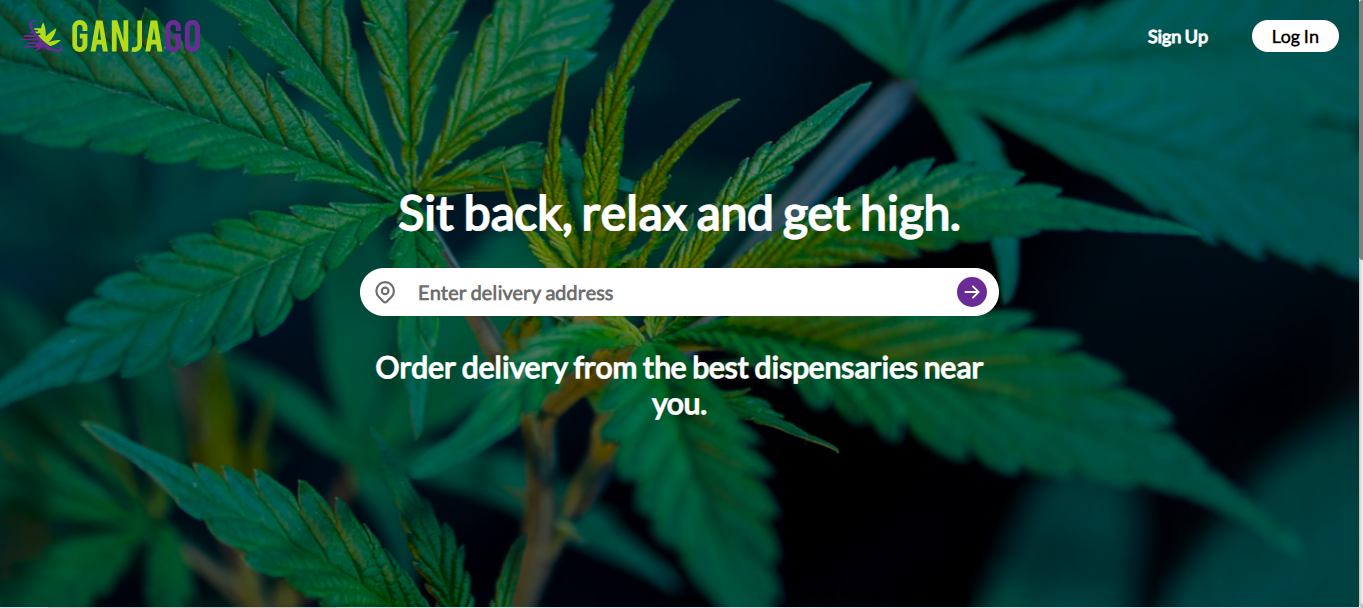 GANJAGO
Sign Up
Log In
Sit back, relax and get high.
Enter delivery address
Order delivery from the best dispensaries near
you.